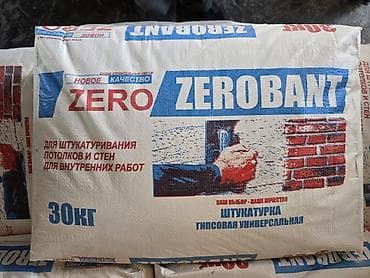 НОВОЕ КАЧЕСТВО
ZERO ZEROBANT
ДЛЯ ШТУКАТУРИВАНИЯ
ПОТОЛКОВ И СТЕН
ДЛЯ ВНУТРЕННИХ РАБОТ
30КГ
ВАШ ВЫБОР - ВАШЕ КАЧЕСТВО
ШТУКАТУРКА
ГИПСОВАЯ УНИВЕРСАЛЬНАЯ